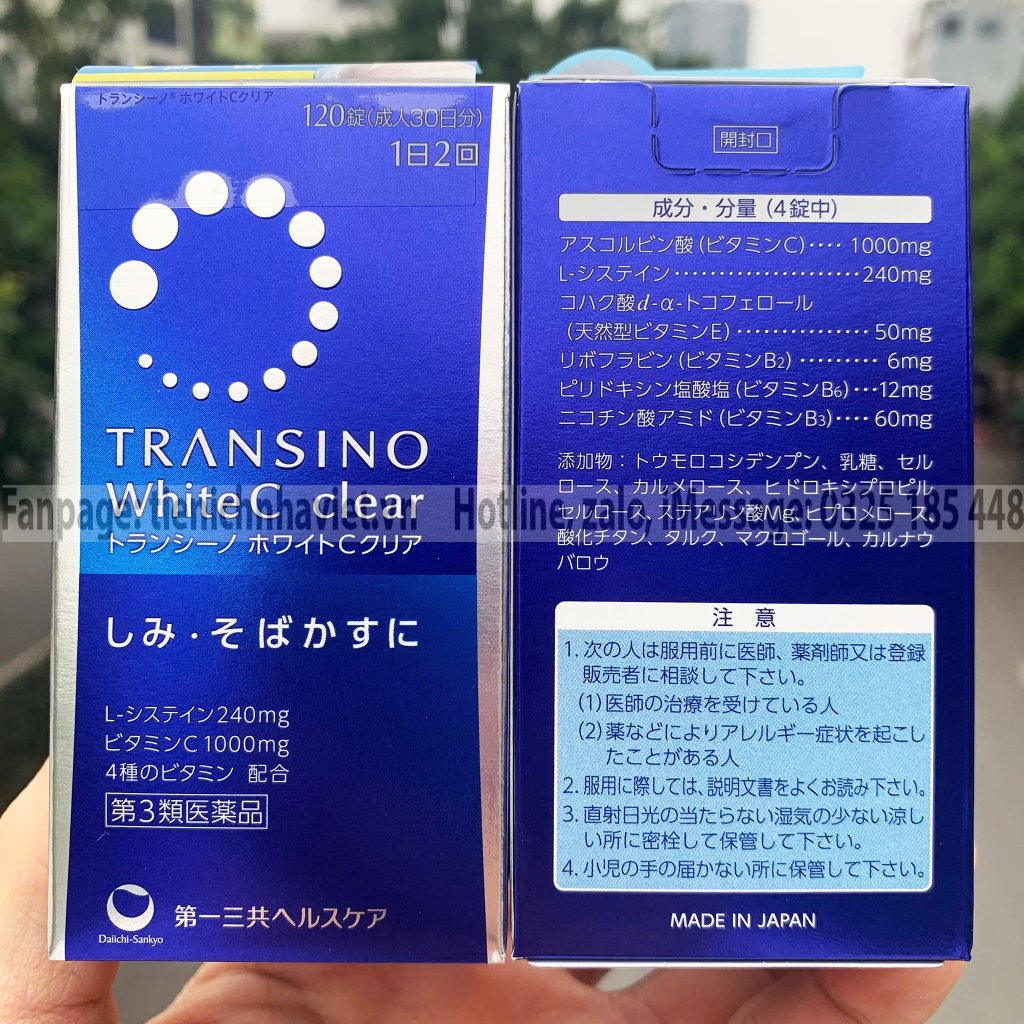 トランシーノ® ホワイトCクリア
120錠(成人30日分)
1日2回
TRANSINO
White C clear
トランシーノ ホワイトCクリア
しみ・そばかすに
L-システイン240mg
ビタミンC 1000mg
4種のビタミン 配合
第3類医薬品
Daiichi-Sankyo
第一三共ヘルスケア
開封口
成分・分量 (4錠中)
アスコルビン酸(ビタミンC)‥‥ 1000mg
L-システイン‥‥‥‥‥‥‥‥‥‥240mg
コハク酸d-α-トコフェロール
(天然型ビタミンE)‥‥‥‥‥‥‥ 50mg
リボフラビン(ビタミンB2)‥‥‥‥ 6mg
ピリドキシン塩酸塩(ビタミンB6)‥･12mg
ニコチン酸アミド(ビタミンB3)‥‥ 60mg
添加物:トウモロコシデンプン、乳糖、セル
ロース、カルメロース、ヒドロキシプロピル
セルロース、ステアリン酸Mg、ヒプロメロース、
酸化チタン、タルク、マクロゴール、カルナウ
バロウ
注 意
1. 次の人は服用前に医師、薬剤師又は登録
販売者に相談して下さい。
(1)医師の治療を受けている人
(2)薬などによりアレルギー症状を起こし
たことがある人
2. 服用に際しては、説明文書をよくお読み下さい。
3. 直射日光の当たらない湿気の少ない涼し
い所に密栓して保管して下さい。
4. 小児の手の届かない所に保管して下さい。
MADE IN JAPAN
Fanpage: tienichnhaviet.vn Hotline, zalo, iMessage: 0325 185 448